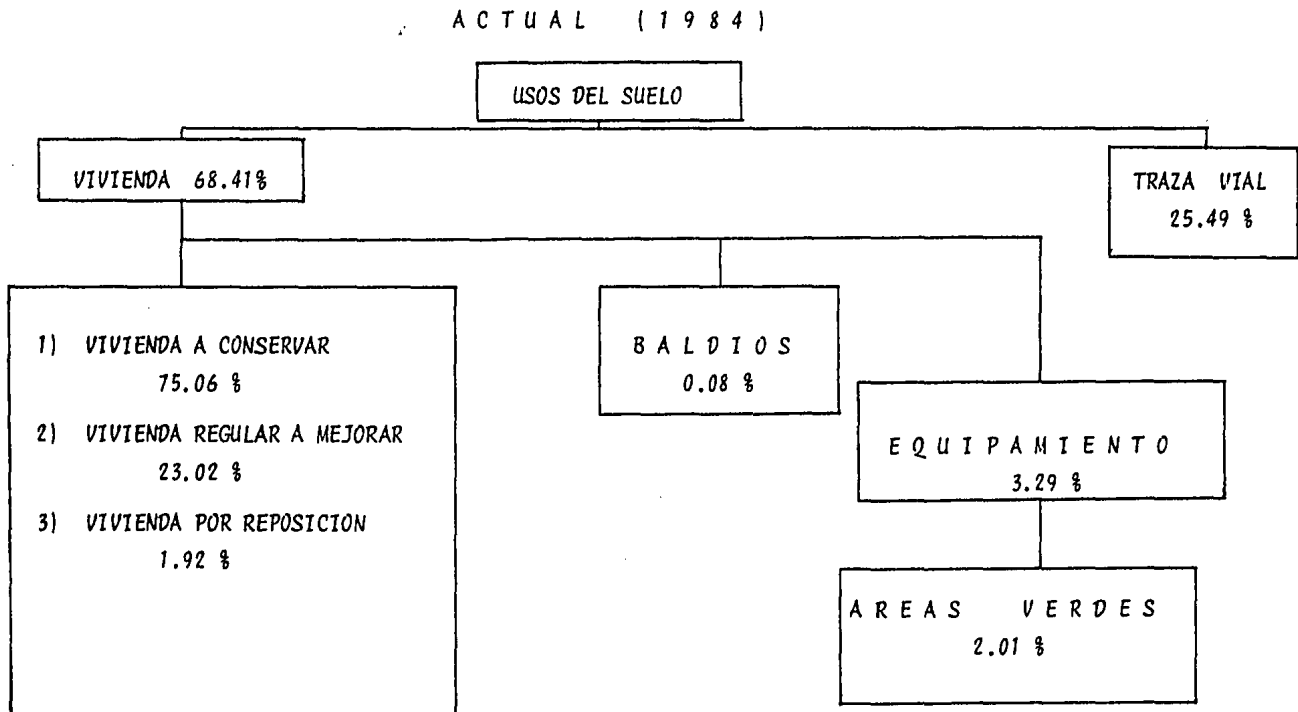 ACTUAL (1984)
USOS DEL SUELO
VIVIENDA 68.41%
TRAZA VIAL
25.49 %
1) VIVIENDA A CONSERVAR
75.06 %
2) VIVIENDA REGULAR A MEJORAR
23.02 %
3) VIVIENDA POR REPOSICION
1.92 %
BALDIOS
0.08 %
EQUIPAMIENTO
3.29 %
AREAS VERDES
2.01 %